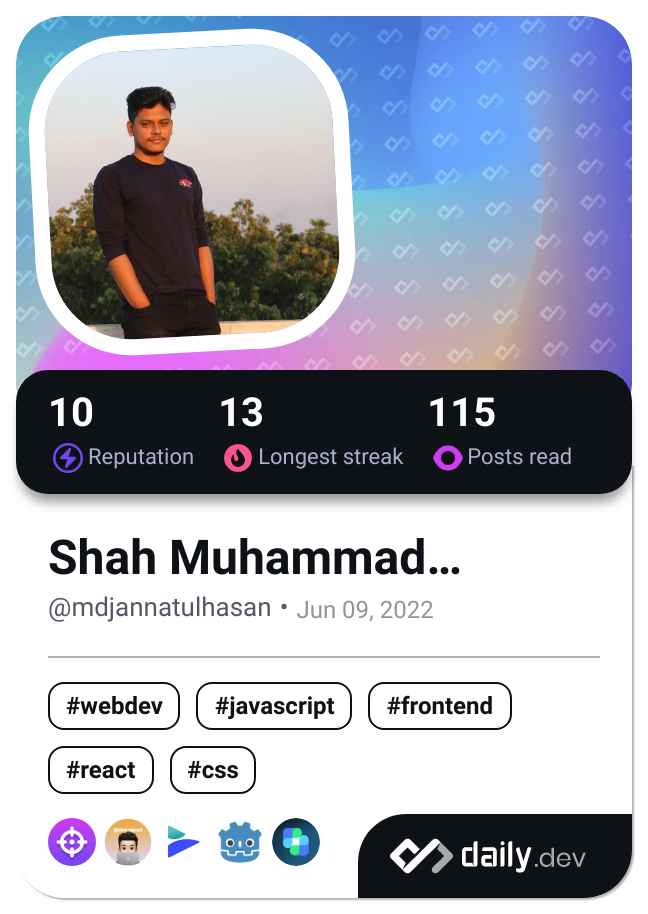 10 13 115
Reputation Longest streak Posts read
Shah Muhammad...
@mdjannatulhasan • Jun 09, 2022
#webdev #javascript #frontend
#react #css
daily.dev